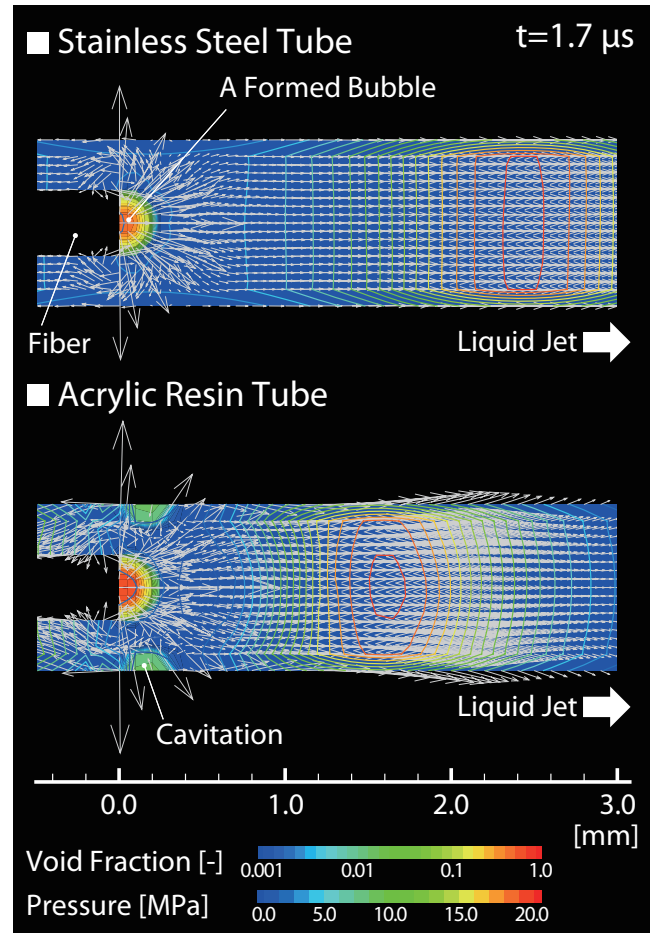 ■ Stainless Steel Tube
t=1.7 μs
A Formed Bubble
Fiber
Liquid Jet
■ Acrylic Resin Tube
Cavitation
Liquid Jet
0.0 1.0 2.0 3.0
[mm]
Void Fraction [-]
0.001 0.01 0.1 1.0
Pressure [MPa]
0.0 5.0 10.0 15.0 20.0